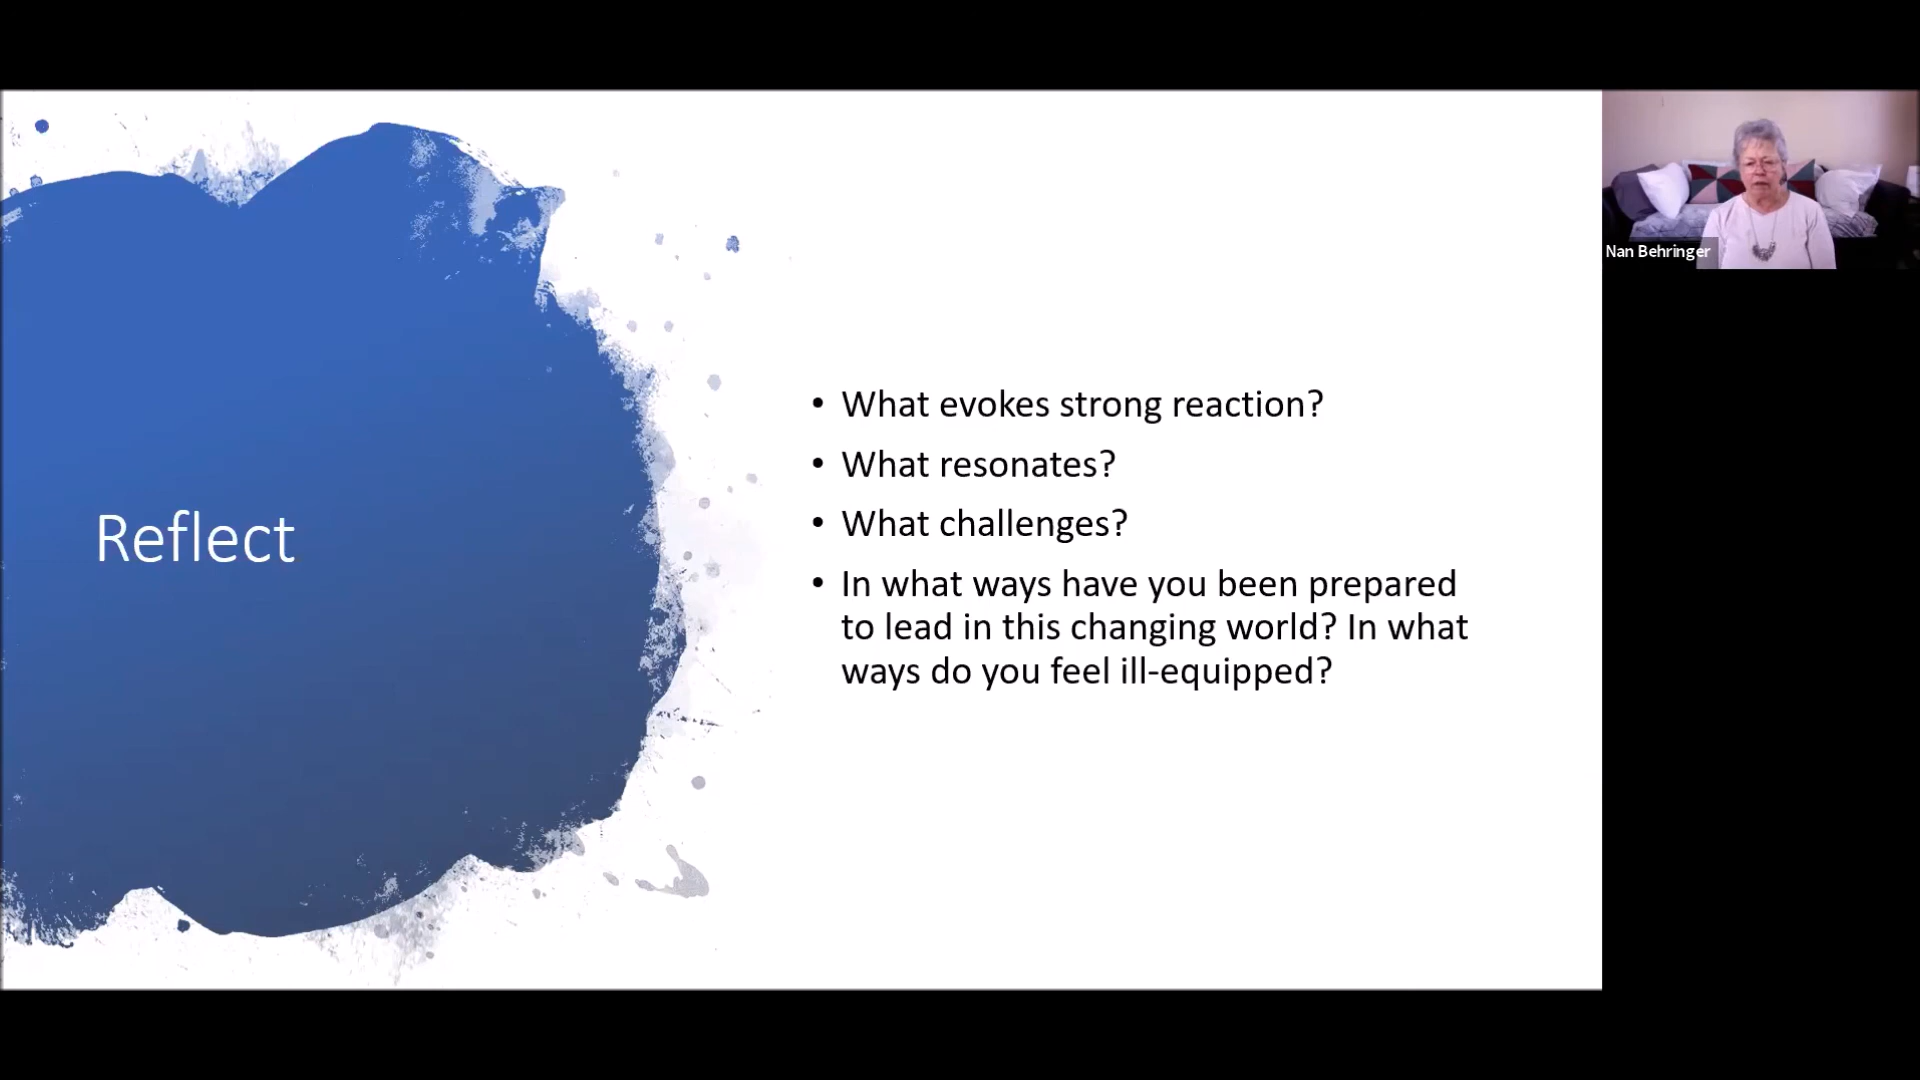 Reflect
• What evokes strong reaction?
• What resonates?
• What challenges?
• In what ways have you been prepared
to lead in this changing world? In what
ways do you feel ill-equipped?
Nan Behringer